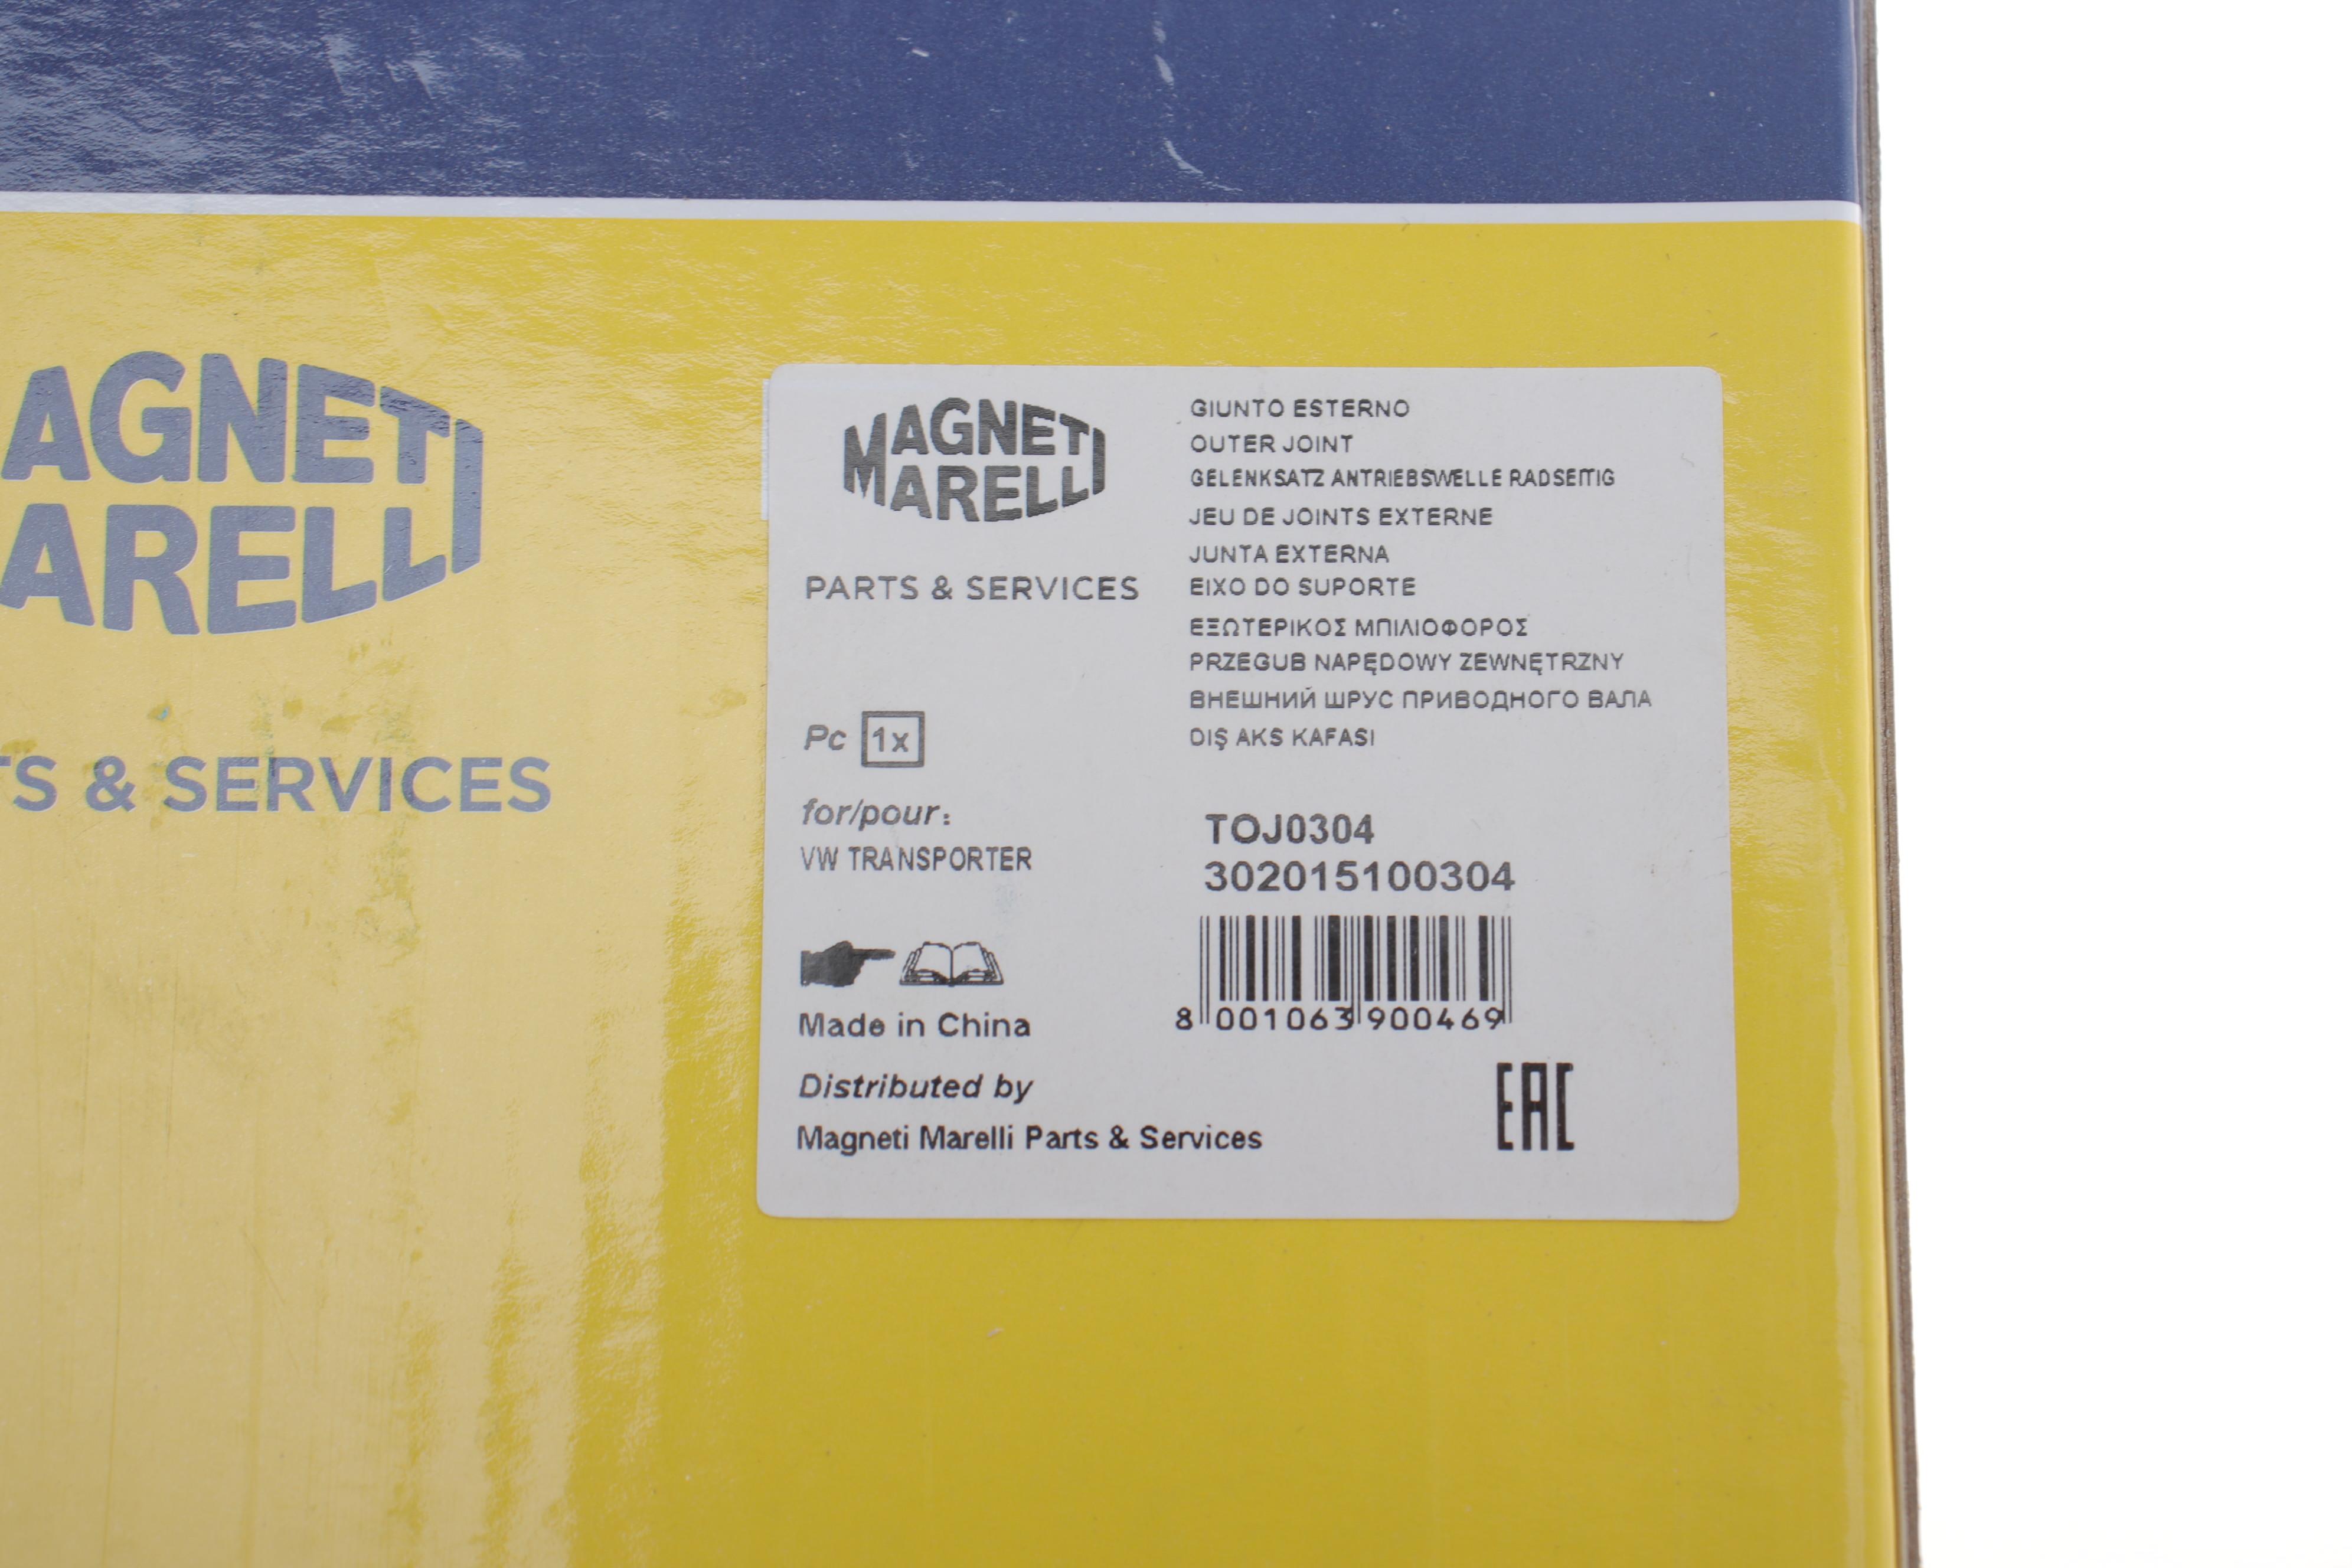 AGNETI
ARELLI
TS & SERVICES
MAGNETI
MARELLI
PARTS & SERVICES
GIUNTO ESTERNO
OUTER JOINT
GELENKSATZ ANTRIEBSWELLE RADSEITIG
JEU DE JOINTS EXTERNE
JUNTA EXTERNA
EIXO DO SUPORTE
ΕΞΩΤΕΡΙΚΟΣ ΜΠΙΛΙΟΦΟΡΟΣ
PRZEGUB NAPĘDOWY ZEWNĘTRZNY
ВНЕШНИЙ ШРУС ПРИВОДНОГО ВАЛА
DIŞ AKS KAFASI
Pc 1x
for/pour:
VW TRANSPORTER
TOJ0304
302015100304
8 001063 900469
Made in China
Distributed by
Magneti Marelli Parts & Services
EAC